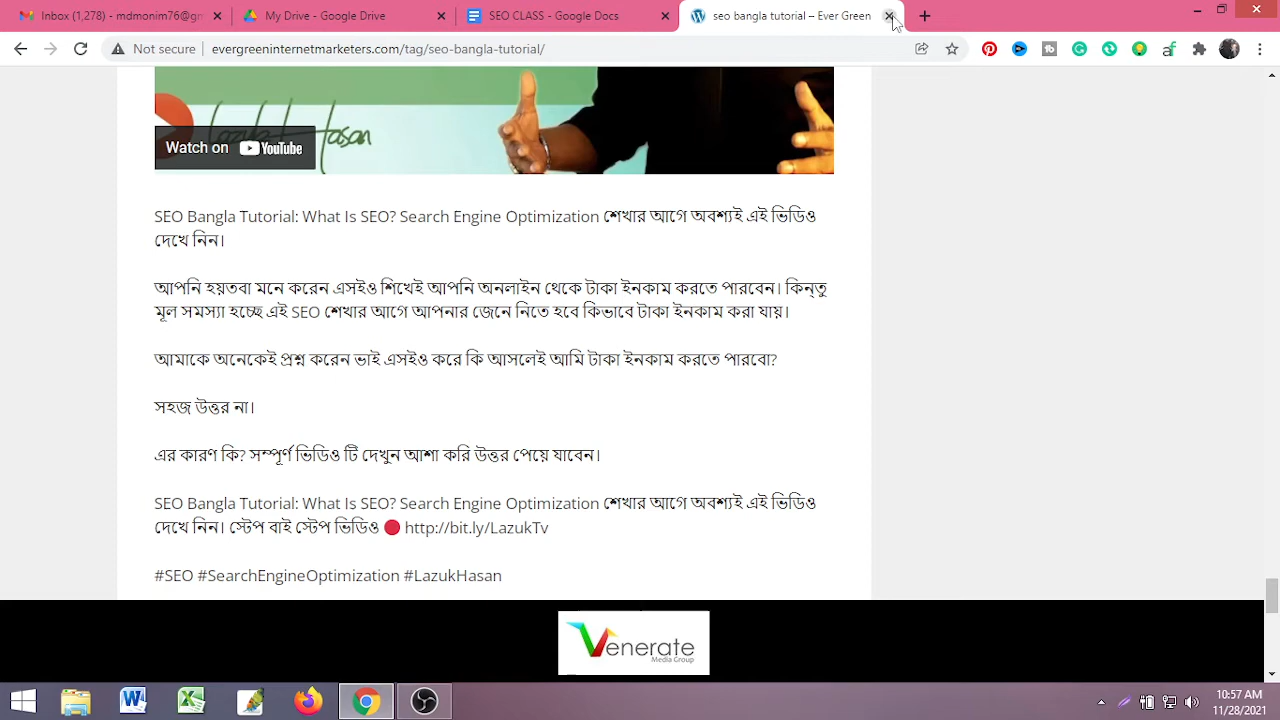 Inbox (1,278) - mdmonim76@gm
My Drive - Google Drive
SEO CLASS - Google Docs
seo bangla tutorial – Ever Green
Not secure
evergreeninternetmarketers.com/tag/seo-bangla-tutorial/
Watch on YouTube
SEO Bangla Tutorial: What Is SEO? Search Engine Optimization শেখার আগে অবশ্যই এই ভিডিও
দেখে নিন।
আপনি হয়তবা মনে করেন এসইও শিখেই আপনি অনলাইন থেকে টাকা ইনকাম করতে পারবেন। কিন্তু
মূল সমস্যা হচ্ছে এই SEO শেখার আগে আপনার জেনে নিতে হবে কিভাবে টাকা ইনকাম করা যায়।
আমাকে অনেকেই প্রশ্ন করেন ভাই এসইও করে কি আসলেই আমি টাকা ইনকাম করতে পারবো?
সহজ উত্তর না।
এর কারণ কি? সম্পূর্ণ ভিডিও টি দেখুন আশা করি উত্তর পেয়ে যাবেন।
SEO Bangla Tutorial: What Is SEO? Search Engine Optimization শেখার আগে অবশ্যই এই ভিডিও
দেখে নিন। স্টেপ বাই স্টেপ ভিডিও 🔴 http://bit.ly/LazukTv
#SEO #SearchEngineOptimization #LazukHasan
Venerate
Media Group
10:57 AM
11/28/2021